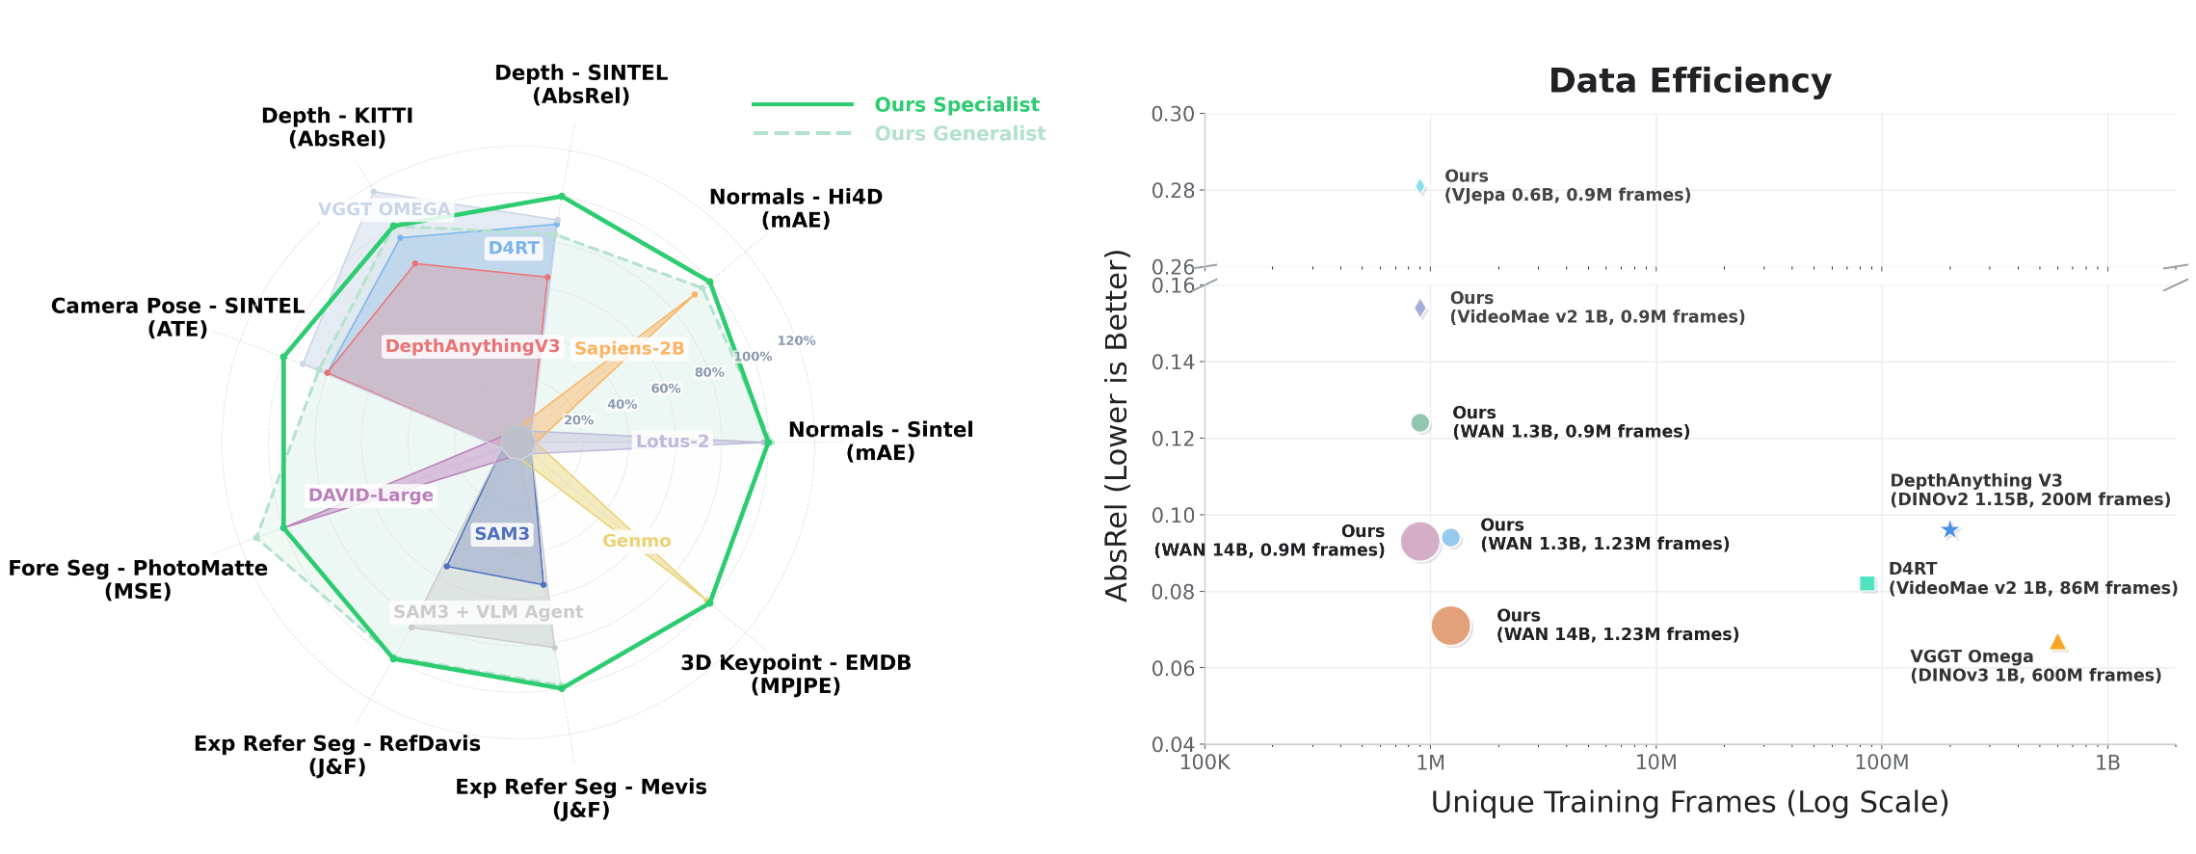 Depth - SINTEL
(AbsRel)
Ours Specialist
Ours Generalist
Depth - KITTI
(AbsRel)
Normals - Hi4D
(mAE)
VGGT OMEGA
D4RT
Camera Pose - SINTEL
(ATE)
DepthAnythingV3
Sapiens-2B
120%
100%
80%
60%
40%
20%
Lotus-2
Normals - Sintel
(mAE)
DAVID-Large
SAM3
Genmo
Fore Seg - PhotoMatte
(MSE)
SAM3 + VLM Agent
3D Keypoint - EMDB
(MPJPE)
Exp Refer Seg - RefDavis
(J&F)
Exp Refer Seg - Mevis
(J&F)
Data Efficiency
AbsRel (Lower is Better)
0.30
0.28
0.26
0.16
0.14
0.12
0.10
0.08
0.06
0.04
Ours
(VJepa 0.6B, 0.9M frames)
Ours
(VideoMae v2 1B, 0.9M frames)
Ours
(WAN 1.3B, 0.9M frames)
DepthAnything V3
(DINOv2 1.15B, 200M frames)
Ours
(WAN 14B, 0.9M frames)
Ours
(WAN 1.3B, 1.23M frames)
D4RT
(VideoMae v2 1B, 86M frames)
Ours
(WAN 14B, 1.23M frames)
VGGT Omega
(DINOv3 1B, 600M frames)
100K
1M
10M
100M
1B
Unique Training Frames (Log Scale)